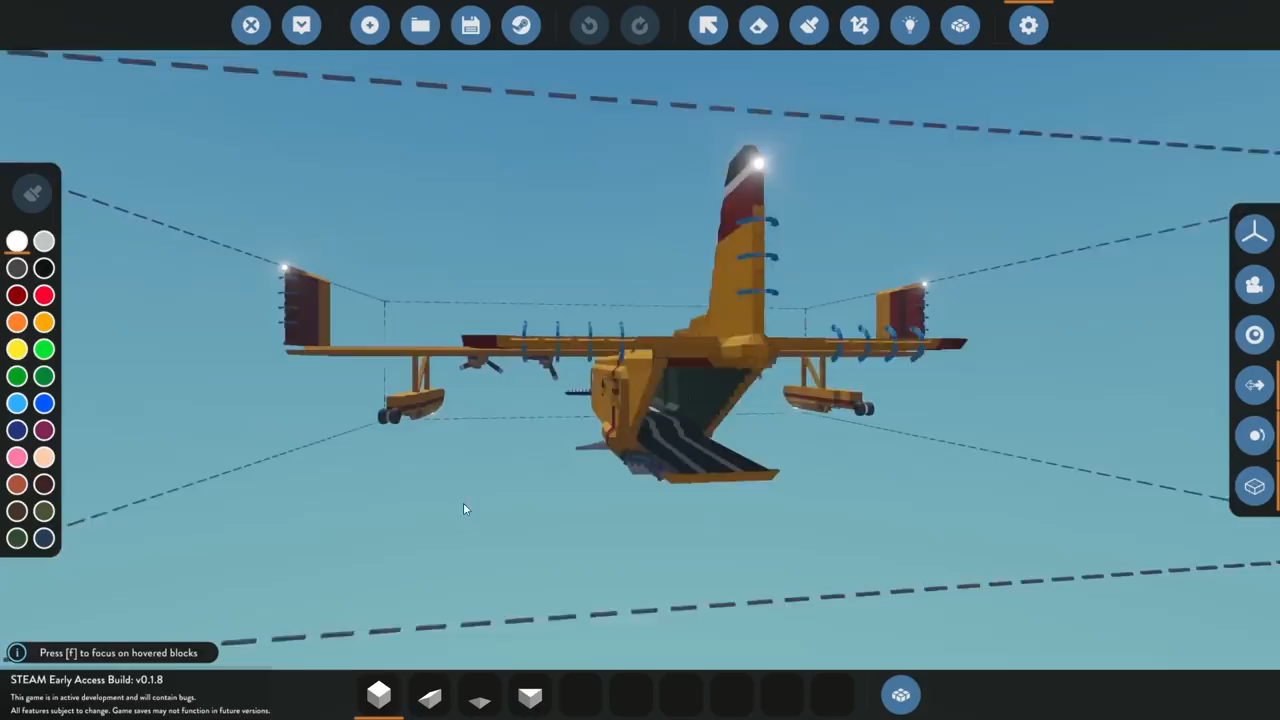 Press [f] to focus on hovered blocks
STEAM Early Access Build: v0.1.8
This game is in active development and will contain bugs.
All features subject to change. Game saves may not function in future versions.